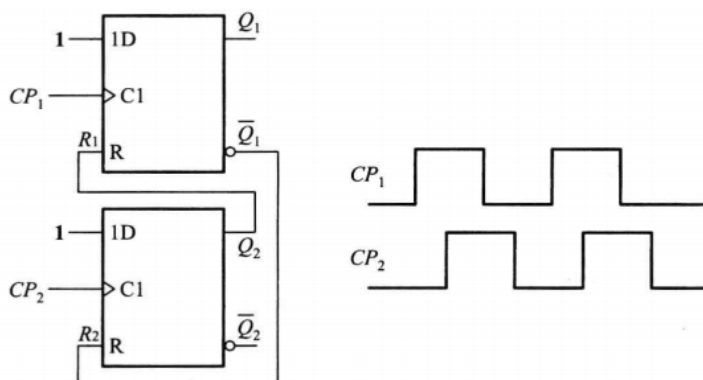 1 1D Q₁
CP₁ C1
R₁ R Q̅₁
1 1D Q₂
CP₂ C1
R₂ R Q̅₂
CP₁
CP₂